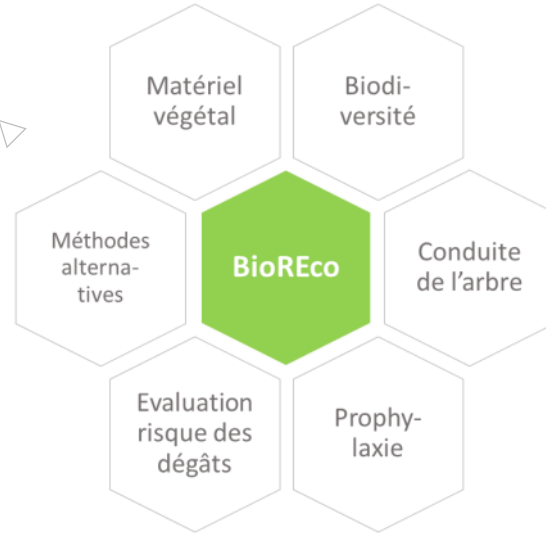 Matériel
végétal
Biodi-
versité
Méthodes
alterna-
tives
BioREco
Conduite
de l'arbre
Evaluation
risque des
dégâts
Prophy-
laxie